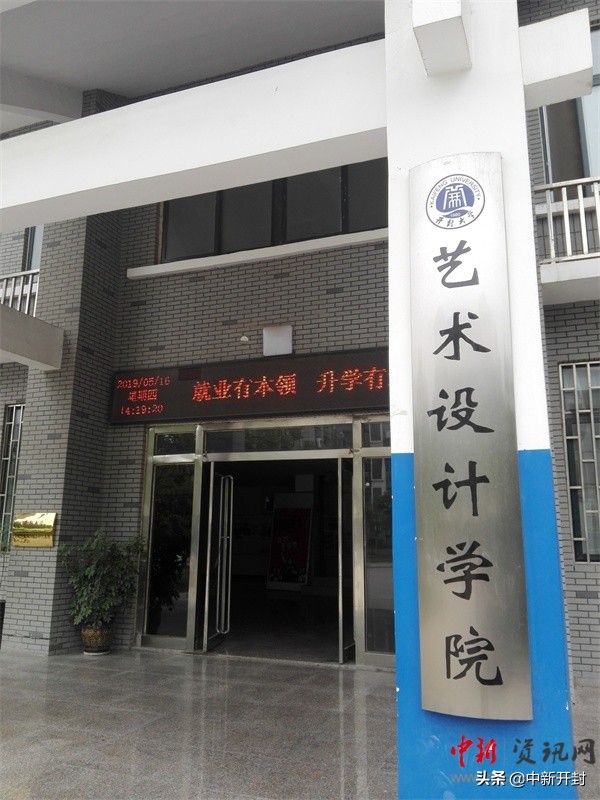 KAIFENG UNIVERSITY
1980
开封大学
艺术设计学院
2019/05/16
星期四
14:19:20
就业有本领 升学有
中新 资讯网
头条 @中新开封